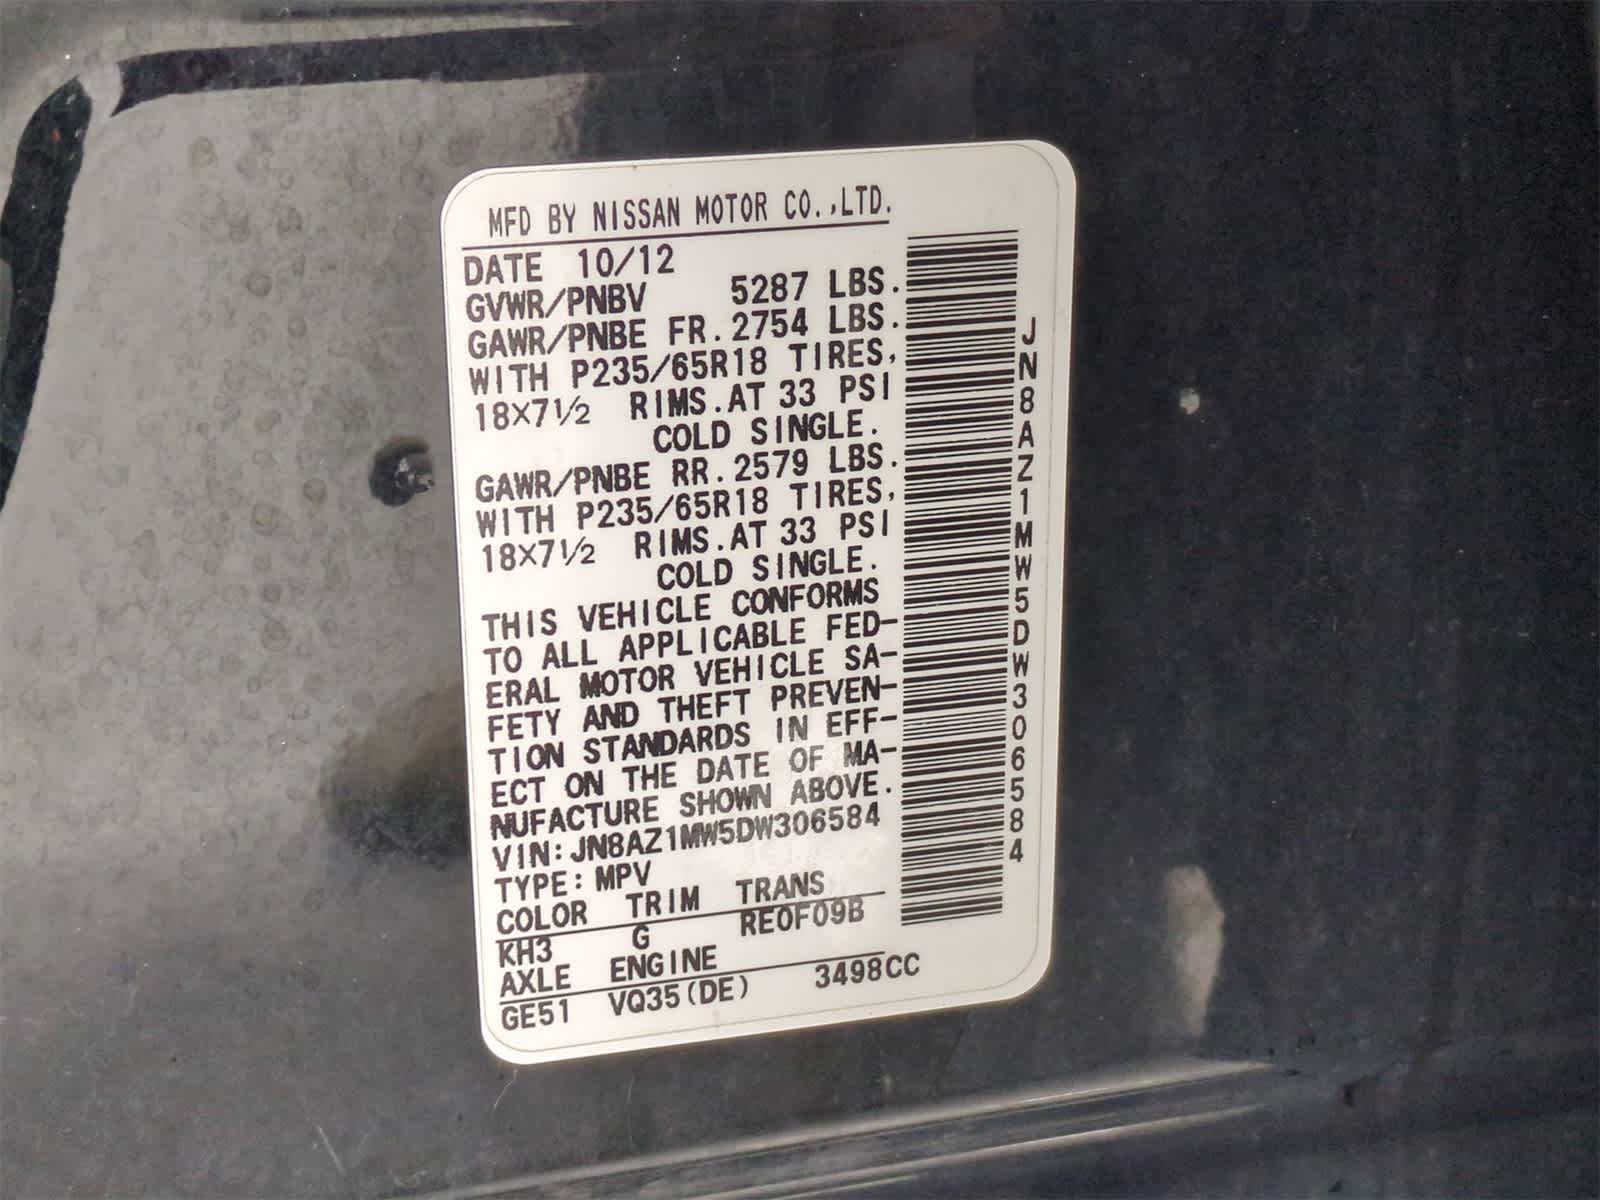 MFD BY NISSAN MOTOR CO.,LTD.
DATE 10/12
GVWR/PNBV 5287 LBS.
GAWR/PNBE FR. 2754 LBS.
WITH P235/65R18 TIRES,
18×7½ RIMS. AT 33 PSI
COLD SINGLE.
GAWR/PNBE RR. 2579 LBS.
WITH P235/65R18 TIRES,
18×7½ RIMS. AT 33 PSI
COLD SINGLE.
THIS VEHICLE CONFORMS
TO ALL APPLICABLE FED-
ERAL MOTOR VEHICLE SA-
FETY AND THEFT PREVEN-
TION STANDARDS IN EFF-
ECT ON THE DATE OF MA-
NUFACTURE SHOWN ABOVE.
VIN: JN8AZ1MW5DW306584
TYPE: MPV
COLOR TRIM TRANS
KH3 G RE0F09B
AXLE ENGINE
GE51 VQ35(DE) 3498CC
JN8AZ1MW5DW306584